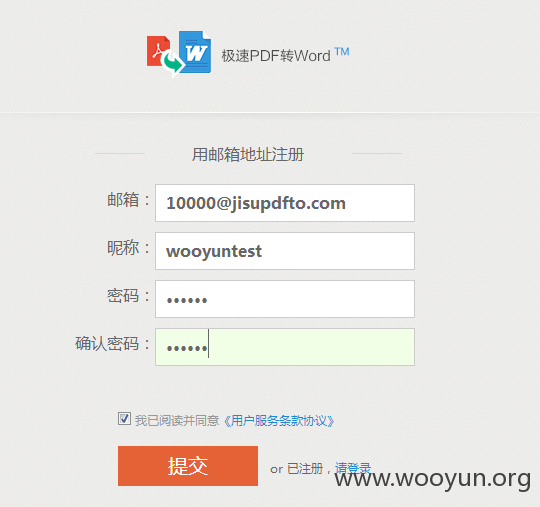 极速PDF转Word TM
用邮箱地址注册
邮箱： 10000@jisupdfto.com
昵称： wooyuntest
密码： ••••••
确认密码： ••••••
我已阅读并同意《用户服务条款协议》
提交 or 已注册，请登录
www.wooyun.org